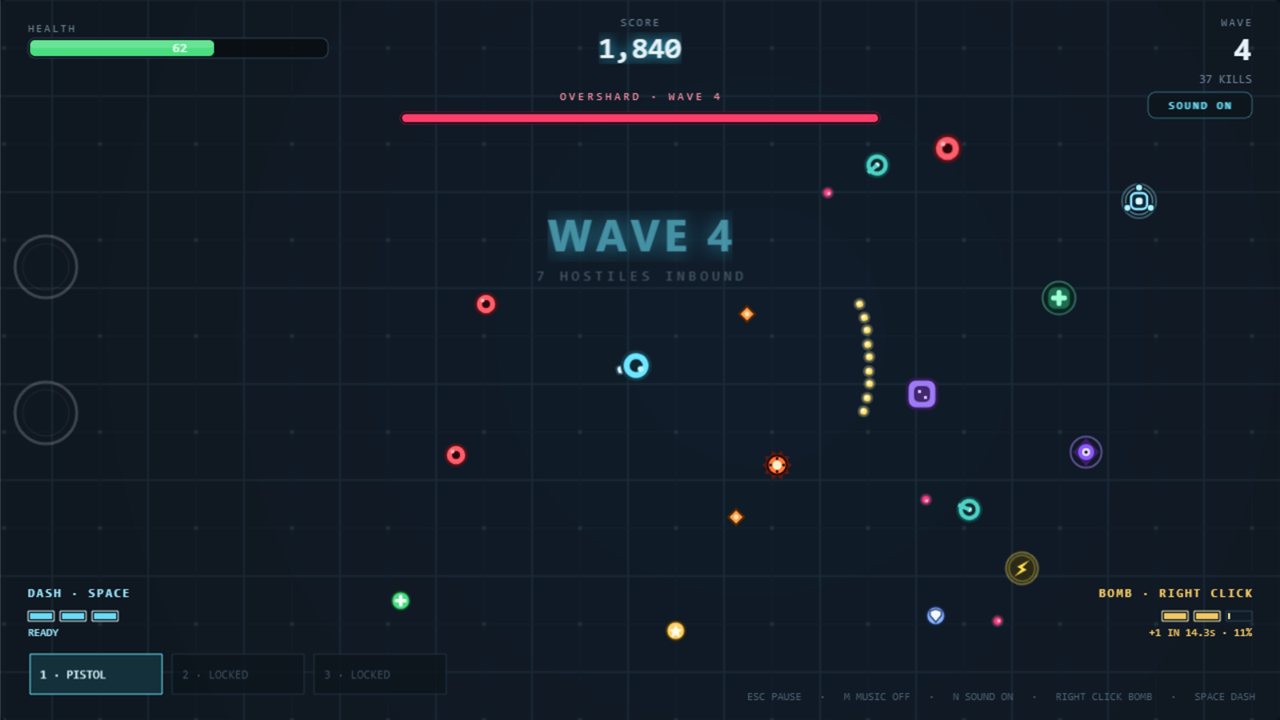 HEALTH
62
SCORE
1,840
WAVE
4
37 KILLS
SOUND ON
OVERSHARD · WAVE 4
WAVE 4
7 HOSTILES INBOUND
DASH · SPACE
READY
BOMB · RIGHT CLICK
+1 IN 14.3s · 11%
1 · PISTOL
2 · LOCKED
3 · LOCKED
ESC PAUSE · M MUSIC OFF · N SOUND ON · RIGHT CLICK BOMB · SPACE DASH